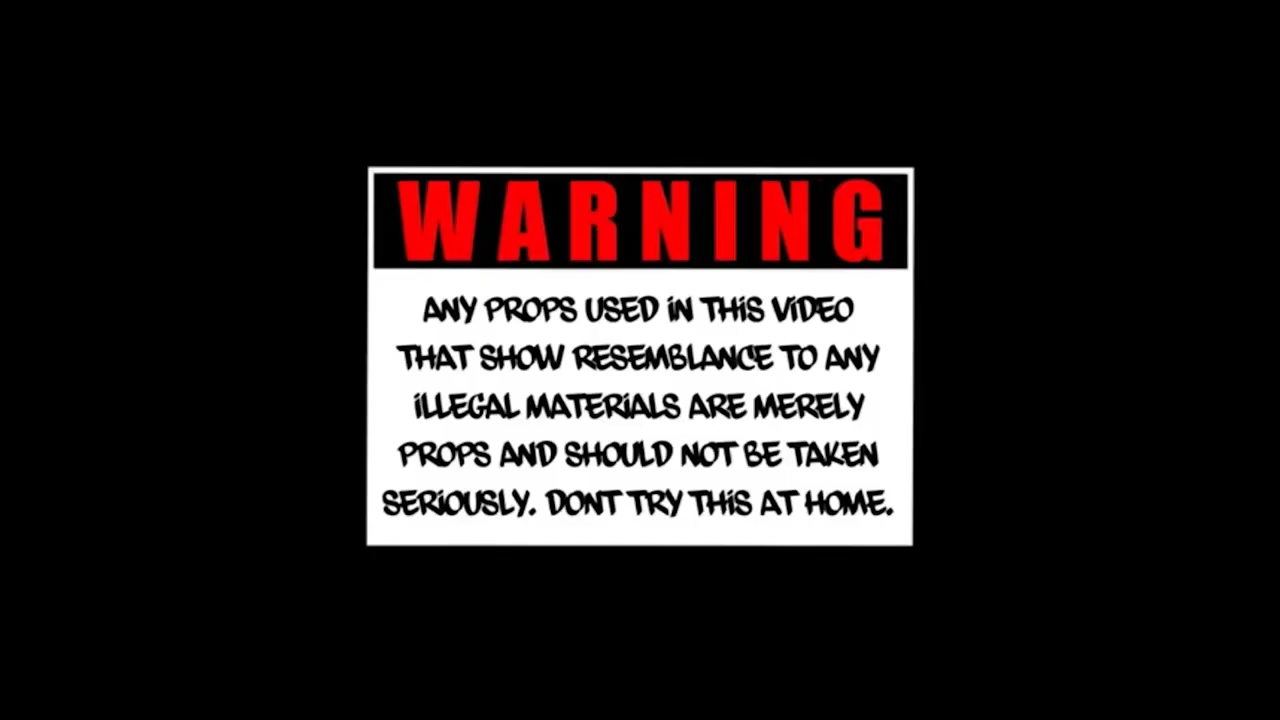 WARNING
ANY PROPS USED iN THiS ViDEO
THAT SHOW RESEMBLANCE TO ANY
iLLEGAL MATERiALS ARE MERELY
PROPS AND SHOULD NOT BE TAKEN
SERiOUSLY. DONT TRY THiS AT HOME.